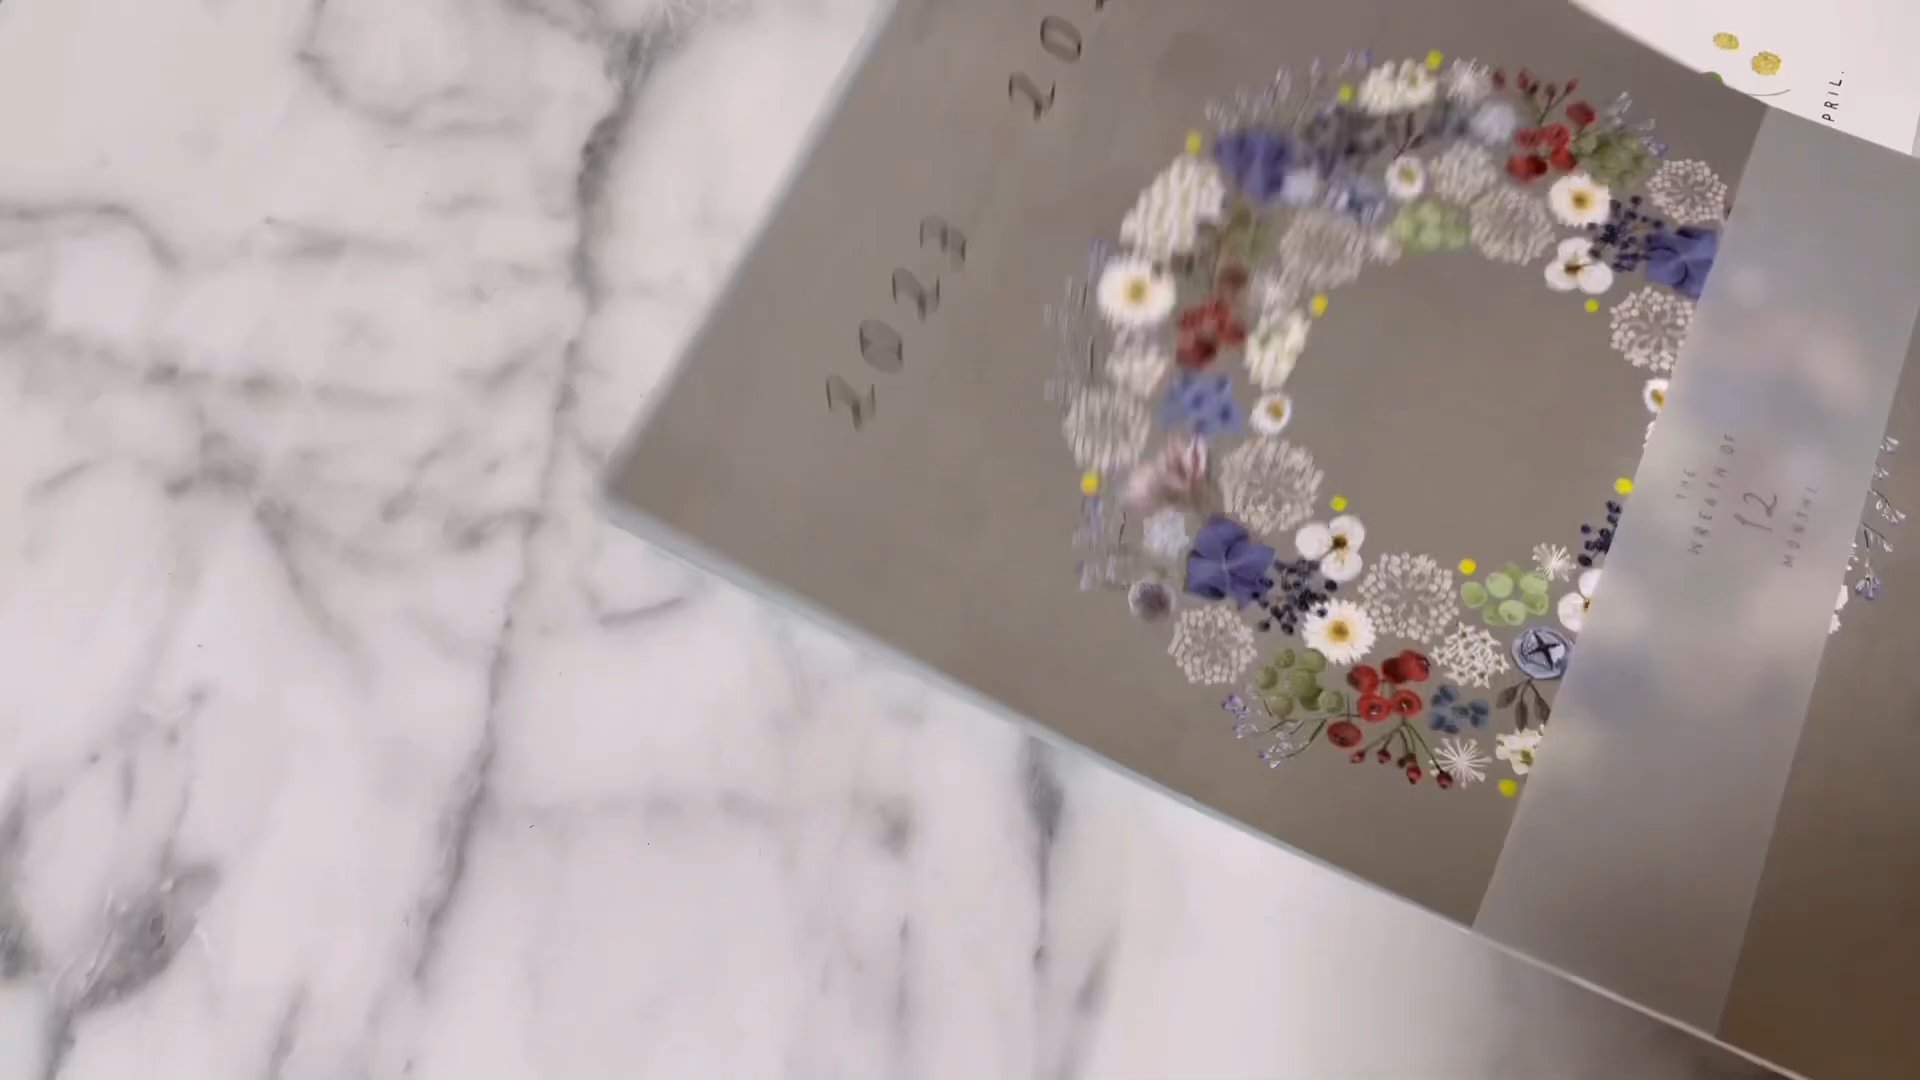 2023
THE
WREATH OF
12
MONTHS
PRIL.